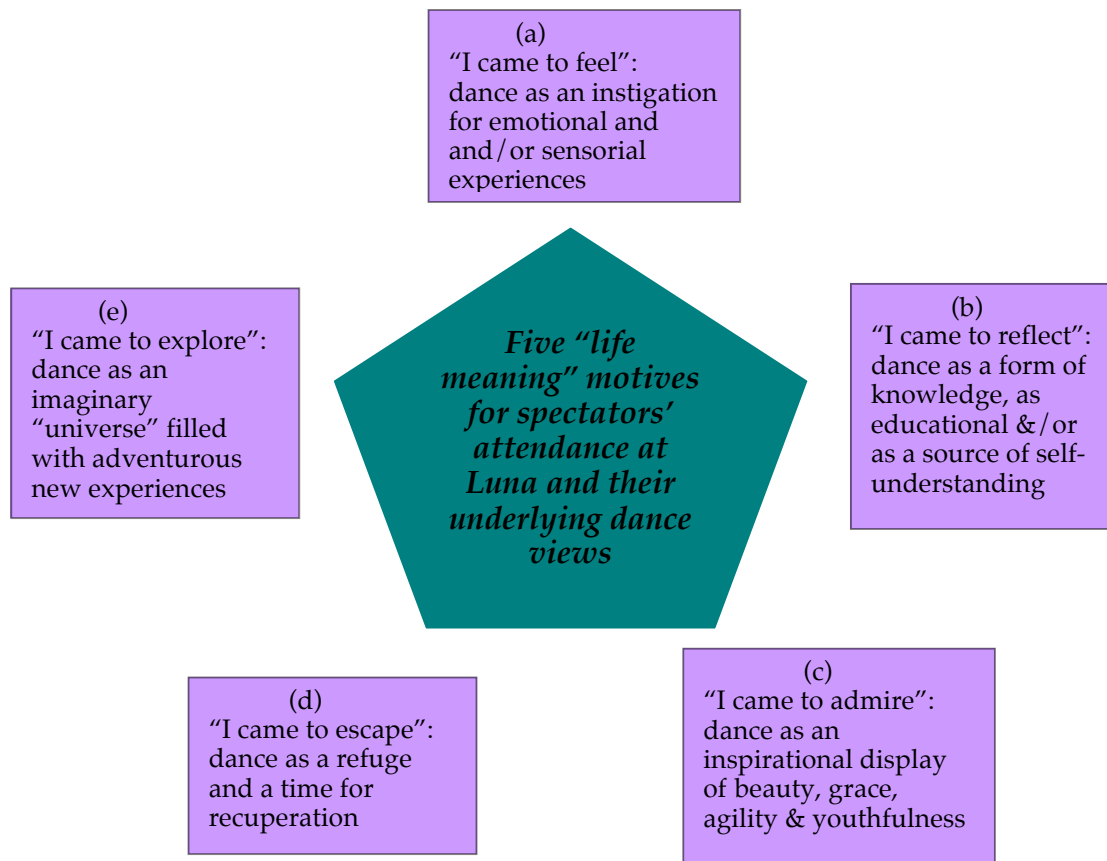 (a)
“I came to feel”:
dance as an instigation
for emotional and
and/or sensorial
experiences
(e)
“I came to explore”:
dance as an
imaginary
“universe” filled
with adventurous
new experiences
Five “life
meaning” motives
for spectators’
attendance at
Luna and their
underlying dance
views
(b)
“I came to reflect”:
dance as a form of
knowledge, as
educational &/or
as a source of self-
understanding
(d)
“I came to escape”:
dance as a refuge
and a time for
recuperation
(c)
“I came to admire”:
dance as an
inspirational display
of beauty, grace,
agility & youthfulness